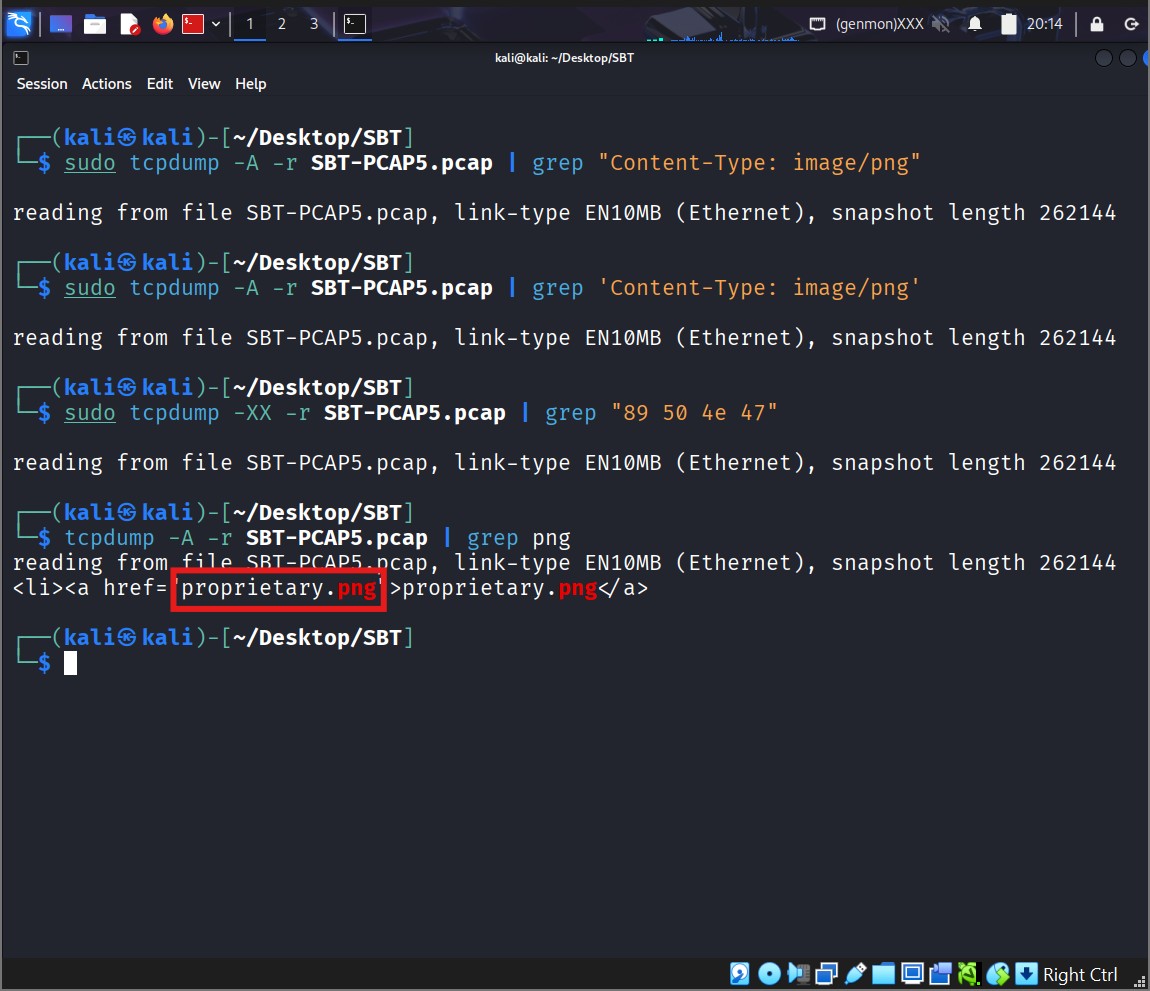 1 2 3 (genmon)XXX 20:14
kali@kali: ~/Desktop/SBT
Session Actions Edit View Help
┌──(kali㉿kali)-[~/Desktop/SBT]
└─$ sudo tcpdump -A -r SBT-PCAP5.pcap | grep "Content-Type: image/png"
reading from file SBT-PCAP5.pcap, link-type EN10MB (Ethernet), snapshot length 262144
┌──(kali㉿kali)-[~/Desktop/SBT]
└─$ sudo tcpdump -A -r SBT-PCAP5.pcap | grep 'Content-Type: image/png'
reading from file SBT-PCAP5.pcap, link-type EN10MB (Ethernet), snapshot length 262144
┌──(kali㉿kali)-[~/Desktop/SBT]
└─$ sudo tcpdump -XX -r SBT-PCAP5.pcap | grep "89 50 4e 47"
reading from file SBT-PCAP5.pcap, link-type EN10MB (Ethernet), snapshot length 262144
┌──(kali㉿kali)-[~/Desktop/SBT]
└─$ tcpdump -A -r SBT-PCAP5.pcap | grep png
reading from file SBT-PCAP5.pcap, link-type EN10MB (Ethernet), snapshot length 262144
<li><a href="proprietary.png">proprietary.png</a>
┌──(kali㉿kali)-[~/Desktop/SBT]
└─$
Right Ctrl